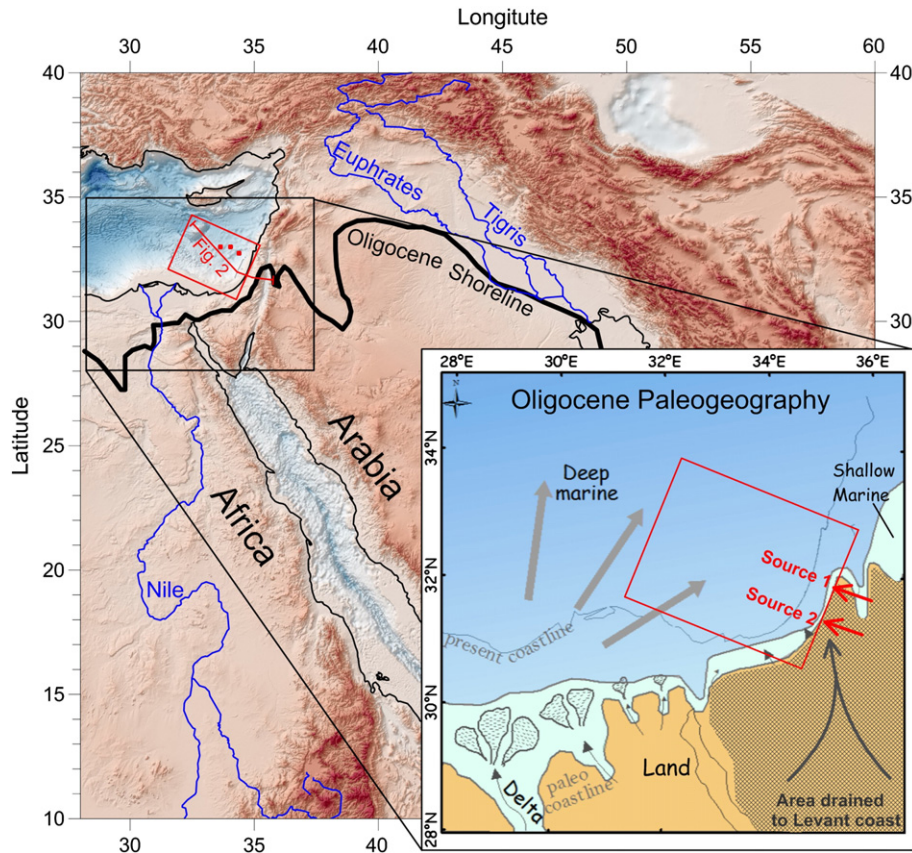 Longitute
30 35 40 45 50 55 60
40 40
35 35
30 30
25
20
15
10
Latitude
Euphrates
Tigris
Oligocene Shoreline
Fig. 2
Arabia
Africa
Nile
28°E 30°E 32°E 34°E 36°E
N
Oligocene Paleogeography
34°N
32°N
30°N
28°N
Deep
marine
Shallow
Marine
Source 1
Source 2
present coastline
Land
paleo
coastline
Delta
Area drained
to Levant coast